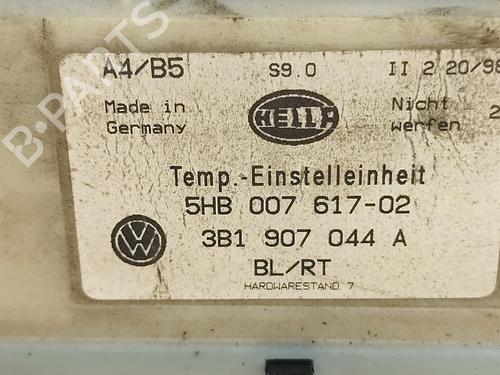 A4/B5 S9.0 II 2 20/98
Made in Germany
HELLA
Nicht werfen 2
Temp.-Einstelleinheit
5HB 007 617-02
3B1 907 044 A
BL/RT
HARDWARESTAND 7
B-PARTS